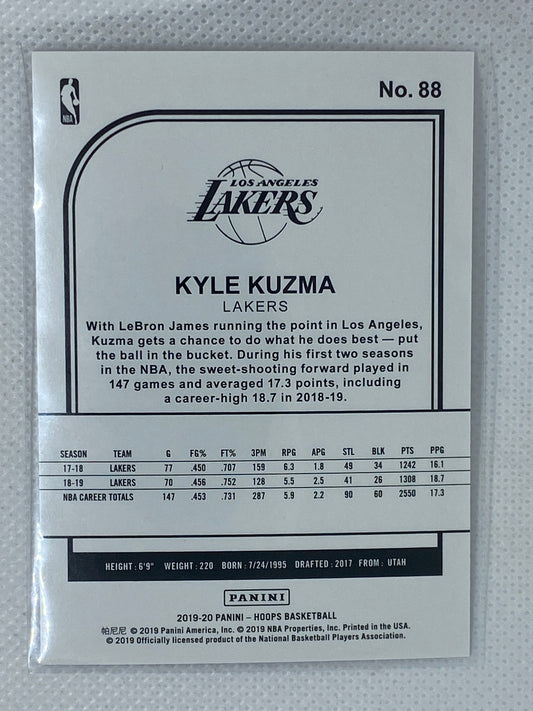 No. 88
NBA
LOS ANGELES
LAKERS
KYLE KUZMA
LAKERS
With LeBron James running the point in Los Angeles,
Kuzma gets a chance to do what he does best — put
the ball in the bucket. During his first two seasons
in the NBA, the sweet-shooting forward played in
147 games and averaged 17.3 points, including
a career-high 18.7 in 2018-19.
SEASON TEAM G FG% FT% 3PM RPG APG STL BLK PTS PPG
17-18 LAKERS 77 .450 .707 159 6.3 1.8 49 34 1242 16.1
18-19 LAKERS 70 .456 .752 128 5.5 2.5 41 26 1308 18.7
NBA CAREER TOTALS 147 .453 .731 287 5.9 2.2 90 60 2550 17.3
HEIGHT: 6'9" WEIGHT: 220 BORN: 7/24/1995 DRAFTED: 2017 FROM: UTAH
PANINI
2019-20 PANINI – HOOPS BASKETBALL
帕尼尼 © 2019 Panini America, Inc. © 2019 NBA Properties, Inc. Printed in the USA.
© 2019 Officially licensed product of the National Basketball Players Association.